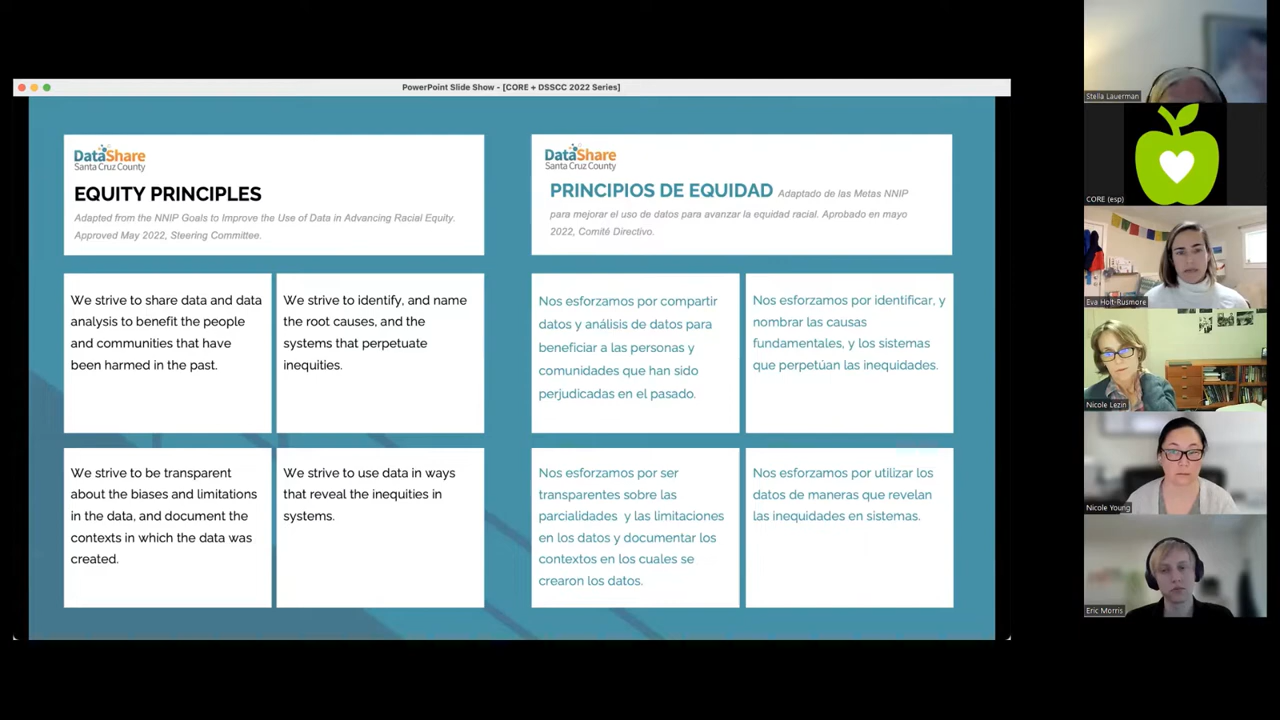 PowerPoint Slide Show - [CORE + DSSCC 2022 Series]
DataShare
Santa Cruz County
EQUITY PRINCIPLES
Adapted from the NNIP Goals to Improve the Use of Data in Advancing Racial Equity.
Approved May 2022, Steering Committee.
We strive to share data and data
analysis to benefit the people
and communities that have
been harmed in the past.
We strive to identify, and name
the root causes, and the
systems that perpetuate
inequities.
We strive to be transparent
about the biases and limitations
in the data, and document the
contexts in which the data was
created.
We strive to use data in ways
that reveal the inequities in
systems.
DataShare
Santa Cruz County
PRINCIPIOS DE EQUIDAD Adaptado de las Metas NNIP
para mejorar el uso de datos para avanzar la equidad racial. Aprobado en mayo
2022, Comité Directivo.
Nos esforzamos por compartir
datos y análisis de datos para
beneficiar a las personas y
comunidades que han sido
perjudicadas en el pasado.
Nos esforzamos por identificar, y
nombrar las causas
fundamentales, y los sistemas
que perpetúan las inequidades.
Nos esforzamos por ser
transparentes sobre las
parcialidades y las limitaciones
en los datos y documentar los
contextos en los cuales se
crearon los datos.
Nos esforzamos por utilizar los
datos de maneras que revelan
las inequidades en sistemas.
Stella Lauerman
CORE (esp)
Eva Holt-Rusmore
Nicole Lezin
Nicole Young
Eric Morris